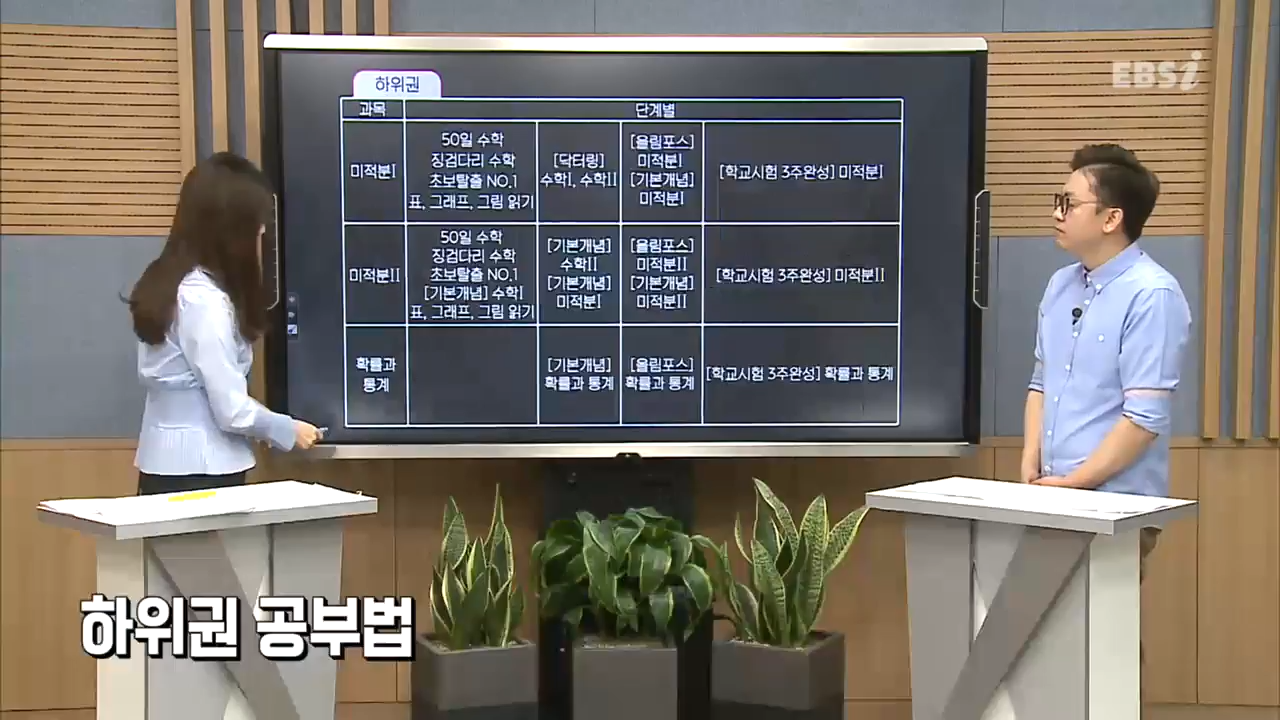 EBSi
하위권
과목
단계별
미적분I
50일 수학
징검다리 수학
초보탈출 NO.1
표, 그래프, 그림 읽기
[닥터링]
수학I, 수학II
[올림포스]
미적분I
[기본개념]
미적분I
[학교시험 3주완성] 미적분I
미적분II
50일 수학
징검다리 수학
초보탈출 NO.1
[기본개념] 수학I
표, 그래프, 그림 읽기
[기본개념]
수학II
[기본개념]
미적분I
[올림포스]
미적분II
[기본개념]
미적분II
[학교시험 3주완성] 미적분II
확률과
통계
[기본개념]
확률과 통계
[올림포스]
확률과 통계
[학교시험 3주완성] 확률과 통계
하위권 공부법